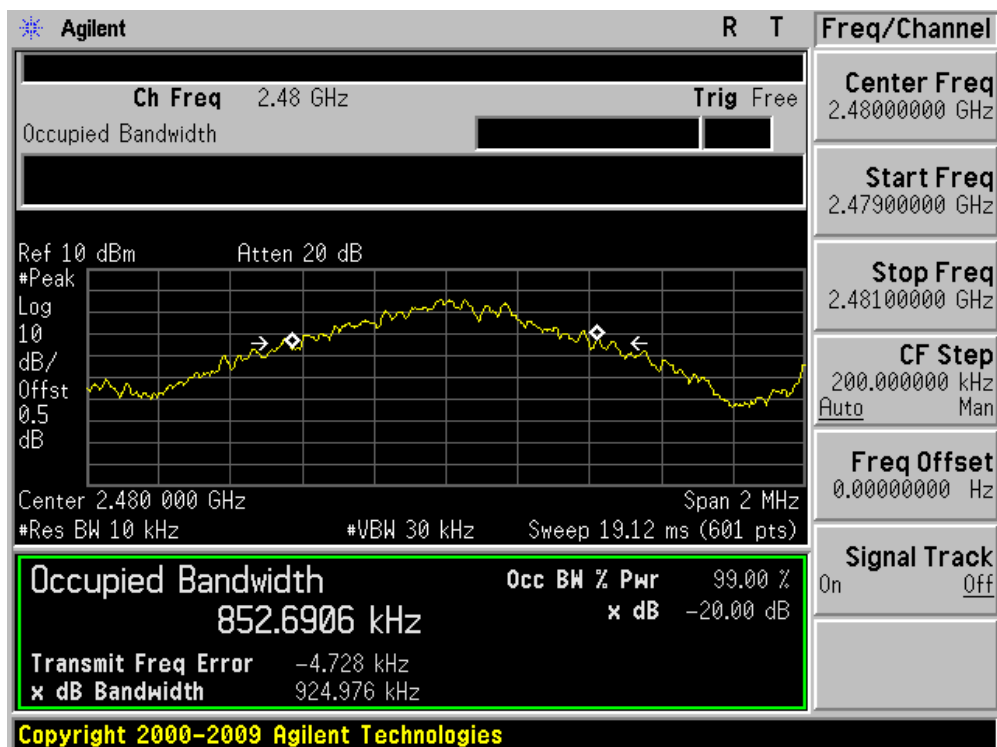 Agilent R T
Ch Freq 2.48 GHz Trig Free
Occupied Bandwidth
Ref 10 dBm Atten 20 dB
#Peak
Log
10
dB/
Offst
0.5
dB
Center 2.480 000 GHz Span 2 MHz
#Res BW 10 kHz #VBW 30 kHz Sweep 19.12 ms (601 pts)
Occupied Bandwidth
852.6906 kHz
Occ BW % Pwr 99.00 %
x dB -20.00 dB
Transmit Freq Error -4.728 kHz
x dB Bandwidth 924.976 kHz
Copyright 2000-2009 Agilent Technologies
Freq/Channel
Center Freq
2.48000000 GHz
Start Freq
2.47900000 GHz
Stop Freq
2.48100000 GHz
CF Step
200.000000 kHz
Auto Man
Freq Offset
0.00000000 Hz
Signal Track
On Off